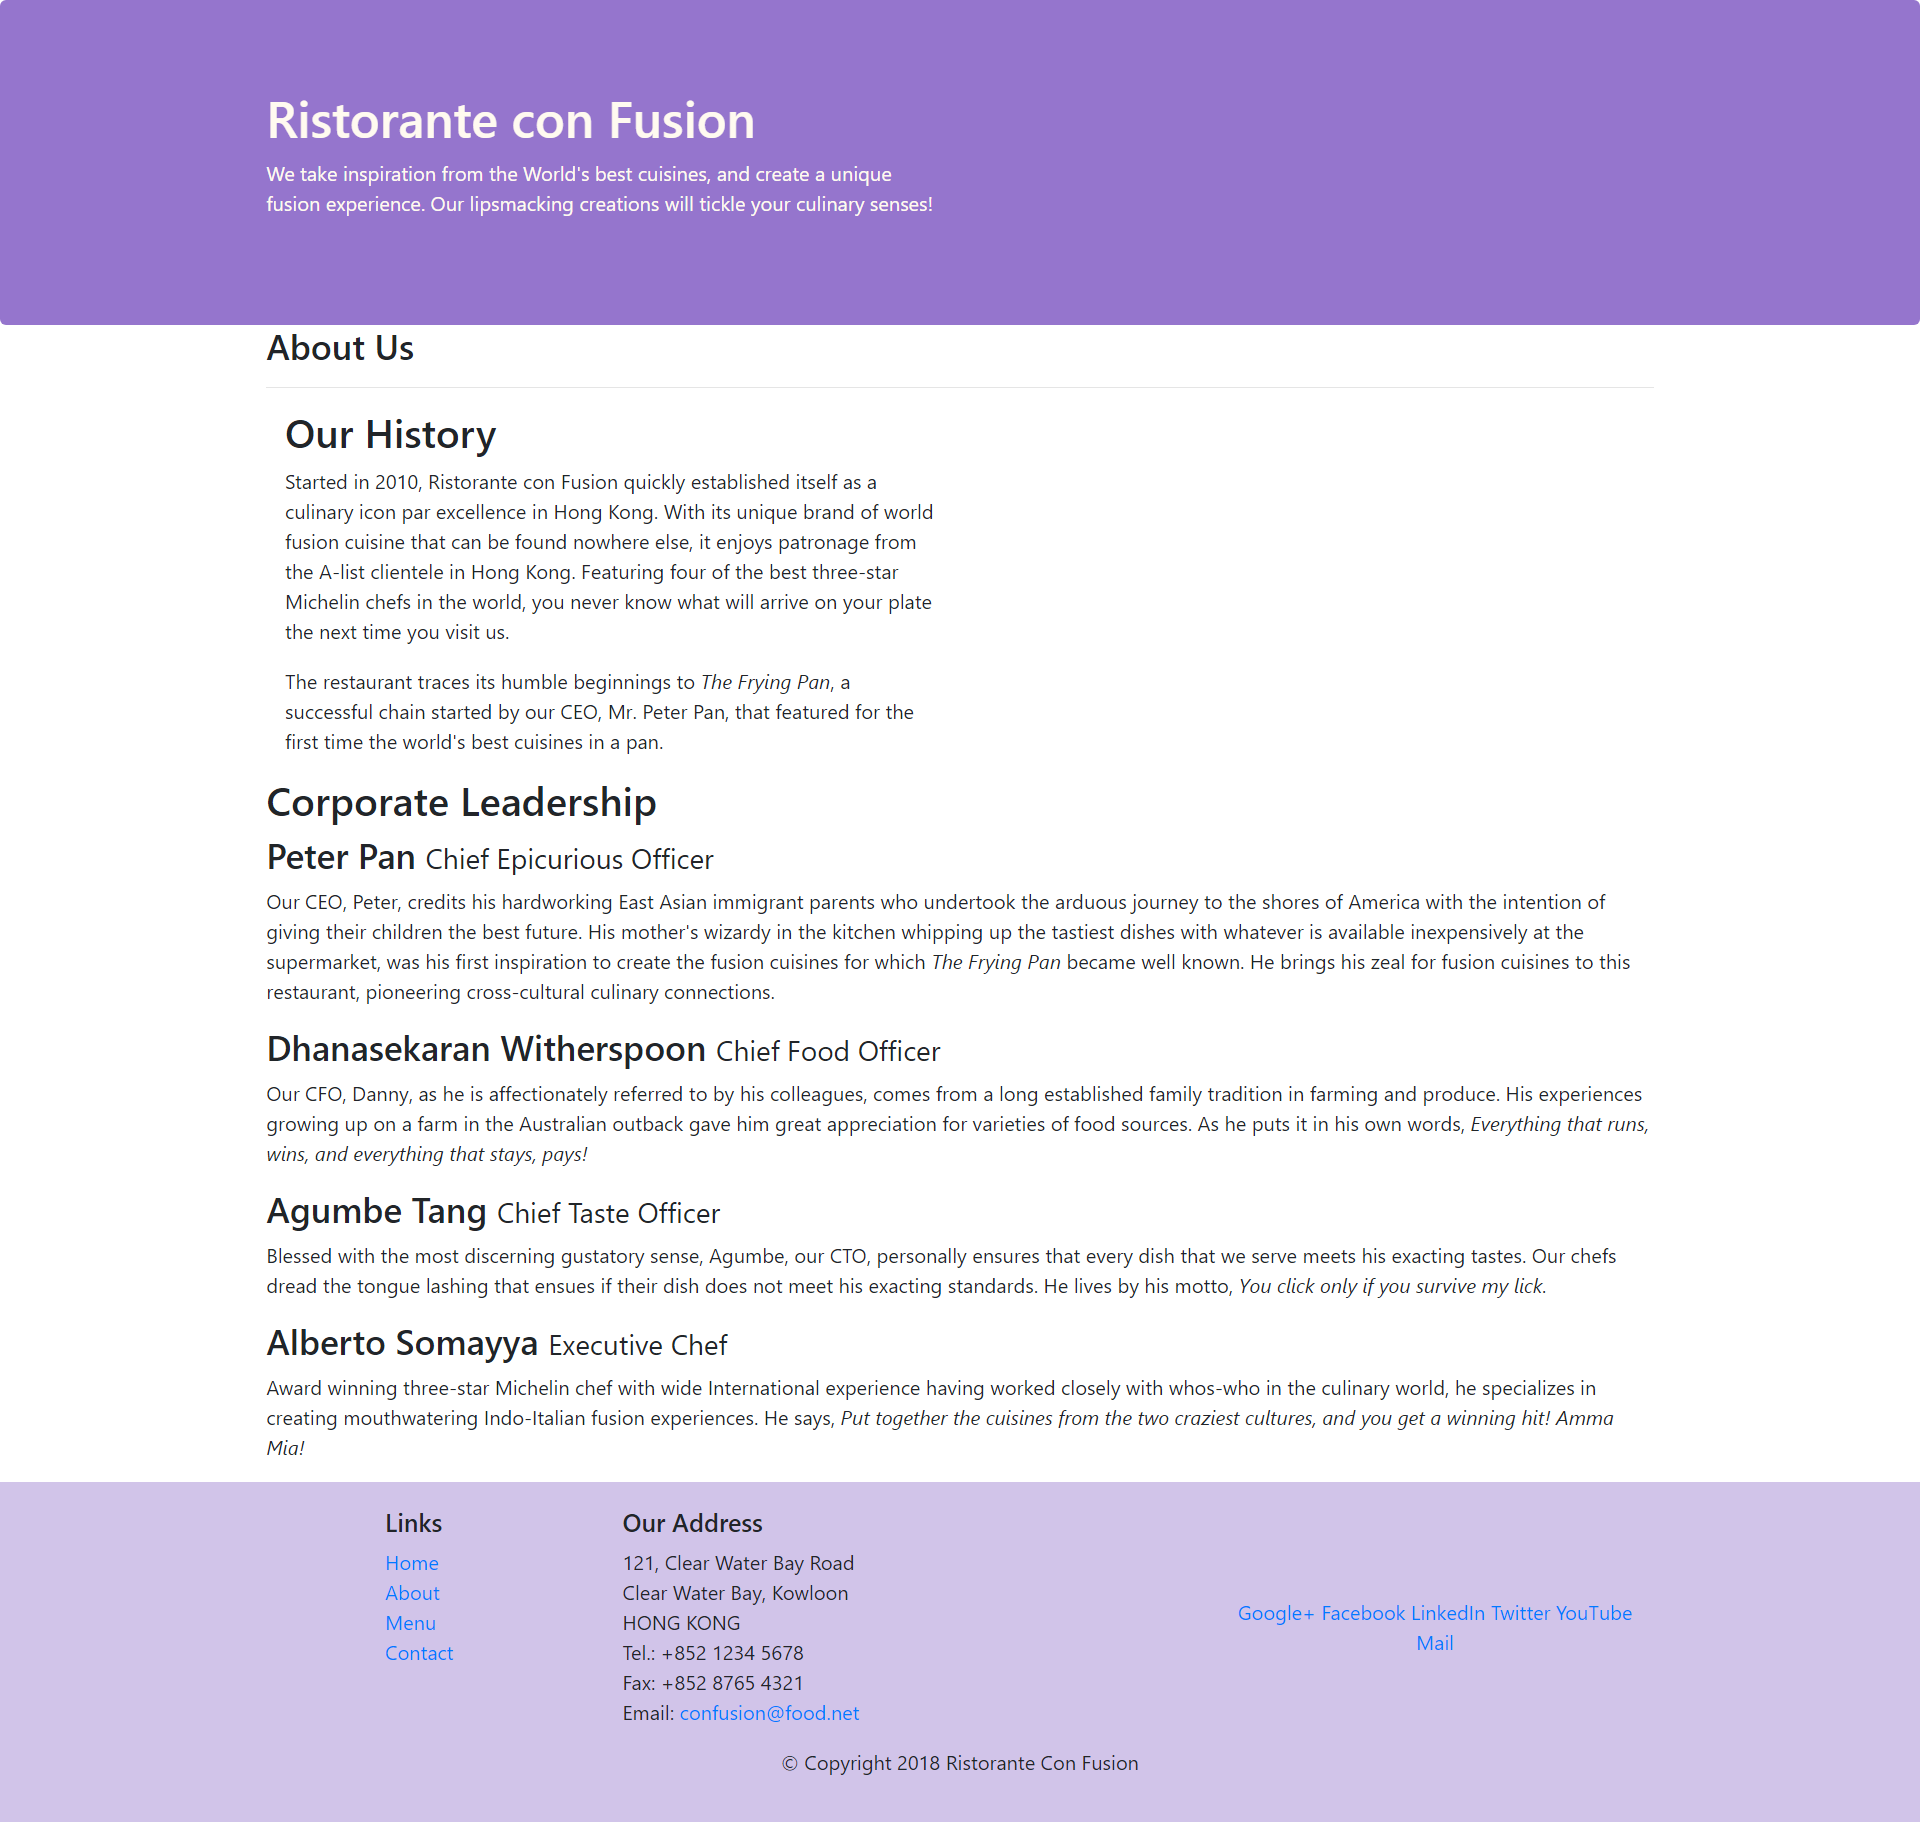 Ristorante con Fusion
We take inspiration from the World's best cuisines, and create a unique
fusion experience. Our lipsmacking creations will tickle your culinary senses!
About Us
Our History
Started in 2010, Ristorante con Fusion quickly established itself as a
culinary icon par excellence in Hong Kong. With its unique brand of world
fusion cuisine that can be found nowhere else, it enjoys patronage from
the A-list clientele in Hong Kong. Featuring four of the best three-star
Michelin chefs in the world, you never know what will arrive on your plate
the next time you visit us.
The restaurant traces its humble beginnings to The Frying Pan, a
successful chain started by our CEO, Mr. Peter Pan, that featured for the
first time the world's best cuisines in a pan.
Corporate Leadership
Peter Pan Chief Epicurious Officer
Our CEO, Peter, credits his hardworking East Asian immigrant parents who undertook the arduous journey to the shores of America with the intention of
giving their children the best future. His mother's wizardy in the kitchen whipping up the tastiest dishes with whatever is available inexpensively at the
supermarket, was his first inspiration to create the fusion cuisines for which The Frying Pan became well known. He brings his zeal for fusion cuisines to this
restaurant, pioneering cross-cultural culinary connections.
Dhanasekaran Witherspoon Chief Food Officer
Our CFO, Danny, as he is affectionately referred to by his colleagues, comes from a long established family tradition in farming and produce. His experiences
growing up on a farm in the Australian outback gave him great appreciation for varieties of food sources. As he puts it in his own words, Everything that runs,
wins, and everything that stays, pays!
Agumbe Tang Chief Taste Officer
Blessed with the most discerning gustatory sense, Agumbe, our CTO, personally ensures that every dish that we serve meets his exacting tastes. Our chefs
dread the tongue lashing that ensues if their dish does not meet his exacting standards. He lives by his motto, You click only if you survive my lick.
Alberto Somayya Executive Chef
Award winning three-star Michelin chef with wide International experience having worked closely with whos-who in the culinary world, he specializes in
creating mouthwatering Indo-Italian fusion experiences. He says, Put together the cuisines from the two craziest cultures, and you get a winning hit! Amma
Mia!
Links
Home
About
Menu
Contact
Our Address
121, Clear Water Bay Road
Clear Water Bay, Kowloon
HONG KONG
Tel.: +852 1234 5678
Fax: +852 8765 4321
Email: confusion@food.net
Google+ Facebook LinkedIn Twitter YouTube
Mail
© Copyright 2018 Ristorante Con Fusion